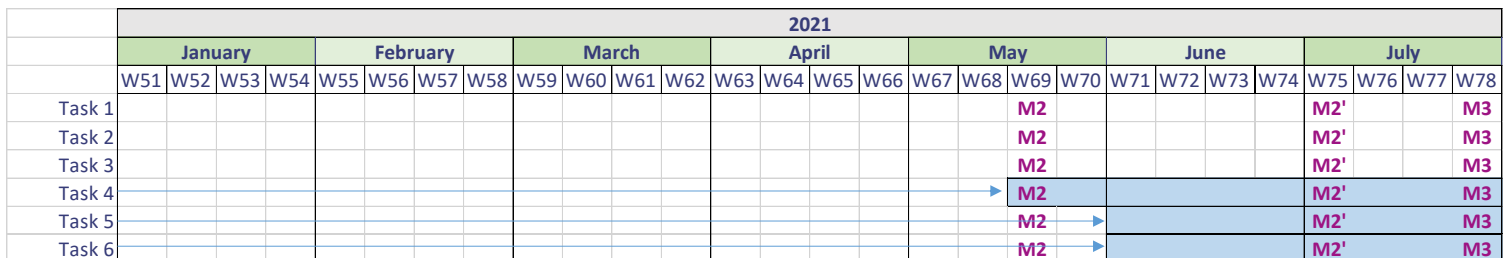 2021
January February March April May June July
W51 W52 W53 W54 W55 W56 W57 W58 W59 W60 W61 W62 W63 W64 W65 W66 W67 W68 W69 W70 W71 W72 W73 W74 W75 W76 W77 W78
Task 1 M2 M2' M3
Task 2 M2 M2' M3
Task 3 M2 M2' M3
Task 4 M2 M2' M3
Task 5 M2 M2' M3
Task 6 M2 M2' M3